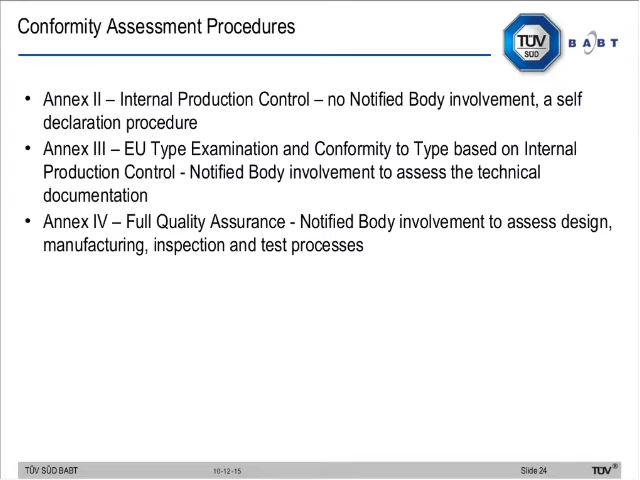 Conformity Assessment Procedures
TÜV
SÜD
BABT
• Annex II – Internal Production Control – no Notified Body involvement, a self
declaration procedure
• Annex III – EU Type Examination and Conformity to Type based on Internal
Production Control - Notified Body involvement to assess the technical
documentation
• Annex IV – Full Quality Assurance - Notified Body involvement to assess design,
manufacturing, inspection and test processes
TÜV SÜD BABT
10-12-15
Slide 24
TÜV®